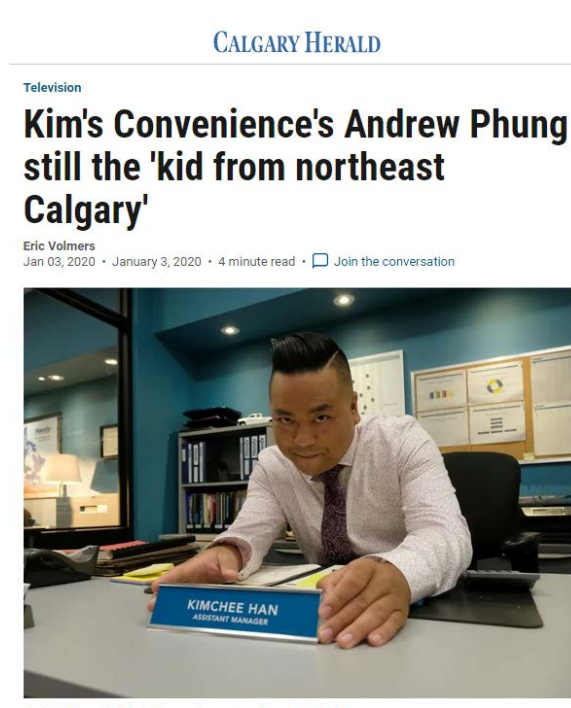 CALGARY HERALD
Television
Kim's Convenience's Andrew Phung
still the 'kid from northeast
Calgary'
Eric Volmers
Jan 03, 2020 • January 3, 2020 • 4 minute read • Join the conversation
KIMCHEE HAN
ASSISTANT MANAGER